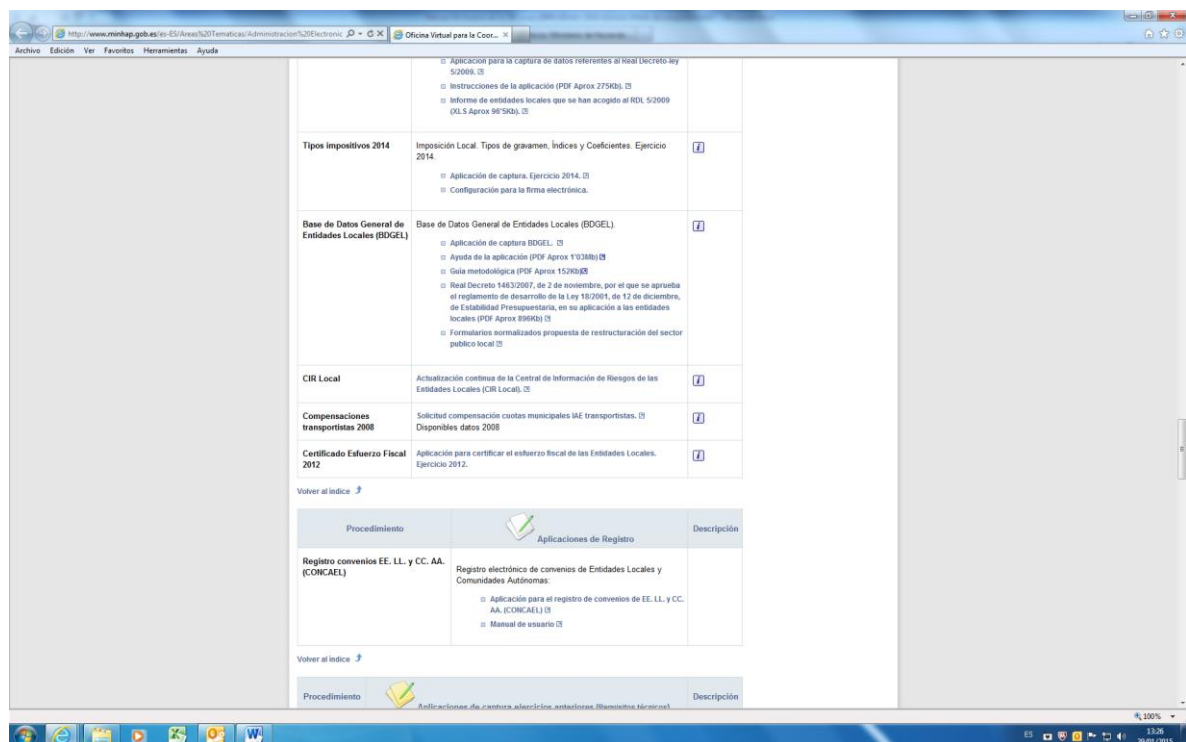 http://www.minhap.gob.es/es-ES/Areas%20Tematicas/Administracion%20Electronic
Oficina Virtual para la Coor...
Archivo Edición Ver Favoritos Herramientas Ayuda
Aplicación para la captura de datos referentes al Real Decreto-ley
5/2009.
Instrucciones de la aplicación (PDF Aprox 275Kb).
Informe de entidades locales que se han acogido al RDL 5/2009
(XLS Aprox 96'5Kb).
Tipos impositivos 2014
Imposición Local. Tipos de gravamen, Índices y Coeficientes. Ejercicio
2014.
Aplicación de captura. Ejercicio 2014.
Configuración para la firma electrónica.
Base de Datos General de
Entidades Locales (BDGEL)
Base de Datos General de Entidades Locales (BDGEL).
Aplicación de captura BDGEL.
Ayuda de la aplicación (PDF Aprox 1'03Mb)
Guía metodológica (PDF Aprox 152Kb)
Real Decreto 1463/2007, de 2 de noviembre, por el que se aprueba
el reglamento de desarrollo de la Ley 18/2001, de 12 de diciembre,
de Estabilidad Presupuestaria, en su aplicación a las entidades
locales (PDF Aprox 896Kb)
Formularios normalizados propuesta de restructuración del sector
publico local
CIR Local
Actualización continua de la Central de Información de Riesgos de las
Entidades Locales (CIR Local).
Compensaciones
transportistas 2008
Solicitud compensación cuotas municipales IAE transportistas.
Disponibles datos 2008
Certificado Esfuerzo Fiscal
2012
Aplicación para certificar el esfuerzo fiscal de las Entidades Locales.
Ejercicio 2012.
Volver al índice
Procedimiento
Aplicaciones de Registro
Descripción
Registro convenios EE. LL. y CC. AA.
(CONCAEL)
Registro electrónico de convenios de Entidades Locales y
Comunidades Autónomas:
Aplicación para el registro de convenios de EE. LL. y CC.
AA. (CONCAEL)
Manual de usuario
Volver al índice
Procedimiento
Aplicaciones de captura ejercicios anteriores (Requisitos técnicos)
Descripción
100%
ES
13:26
29/01/2015